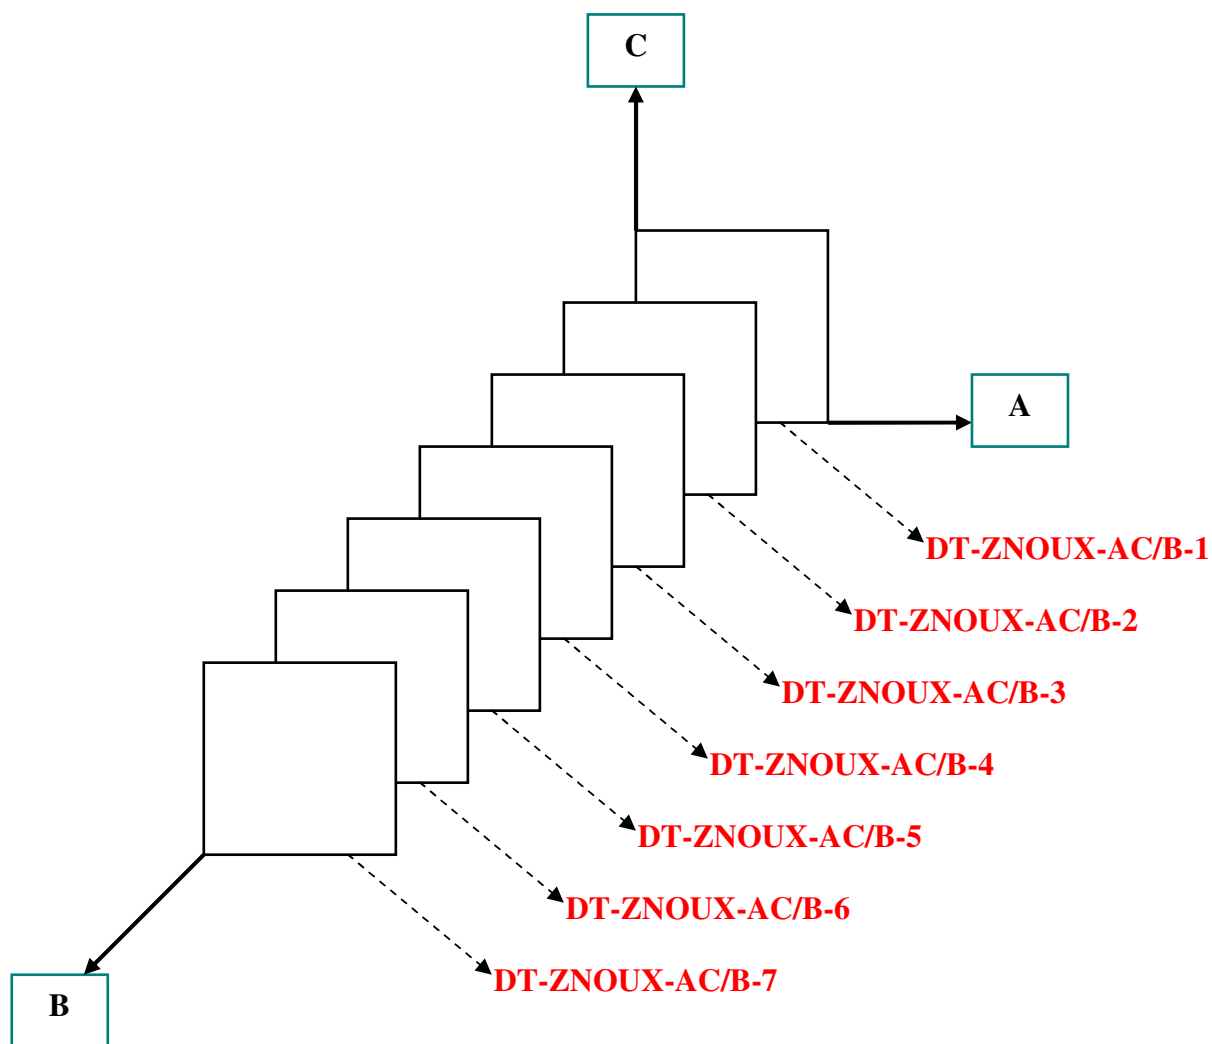 C
A
DT-ZNOUX-AC/B-1
DT-ZNOUX-AC/B-2
DT-ZNOUX-AC/B-3
DT-ZNOUX-AC/B-4
DT-ZNOUX-AC/B-5
DT-ZNOUX-AC/B-6
DT-ZNOUX-AC/B-7
B